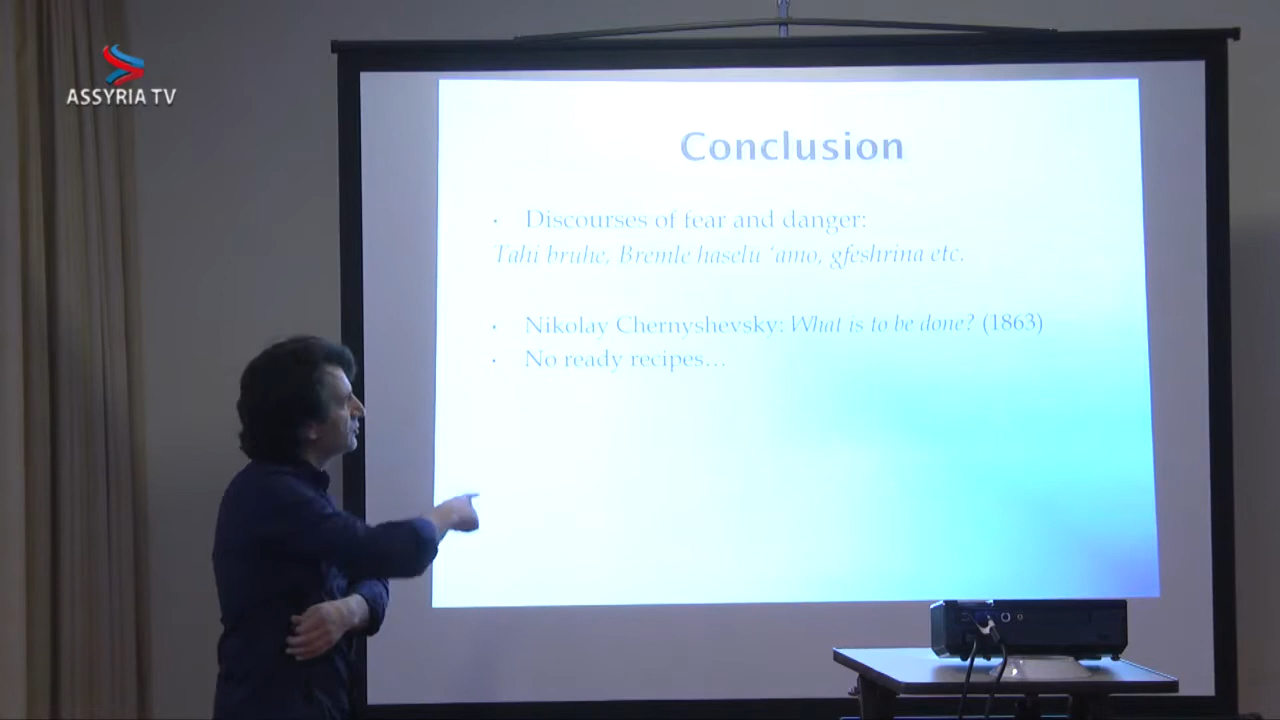 ASSYRIA TV
Conclusion
• Discourses of fear and danger:
Tahi bruhe, Bremle haselu ‘amo, gfeshrina etc.
• Nikolay Chernyshevsky: What is to be done? (1863)
• No ready recipes…